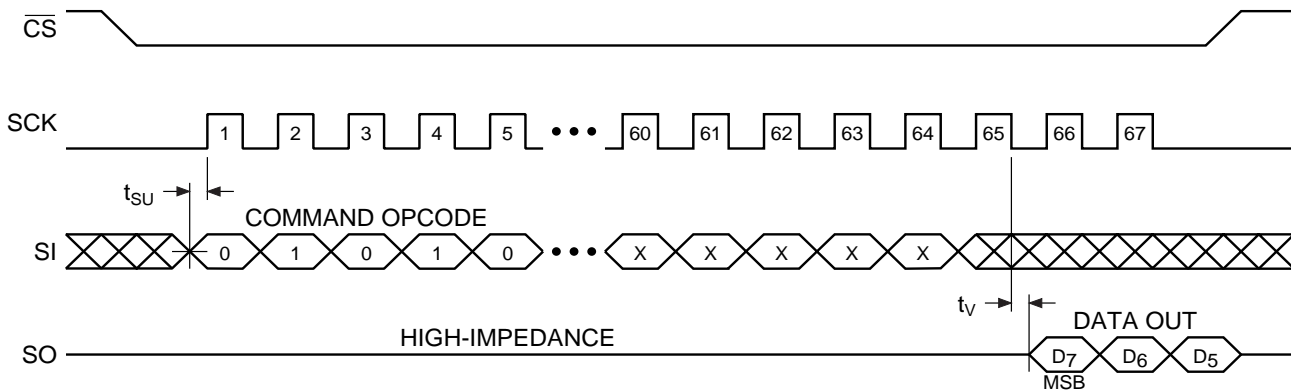 CS
SCK 1 2 3 4 5 ••• 60 61 62 63 64 65 66 67
tSU
COMMAND OPCODE
SI 0 1 0 1 0 ••• X X X X X
tV
DATA OUT
HIGH-IMPEDANCE
SO D7 D6 D5
MSB